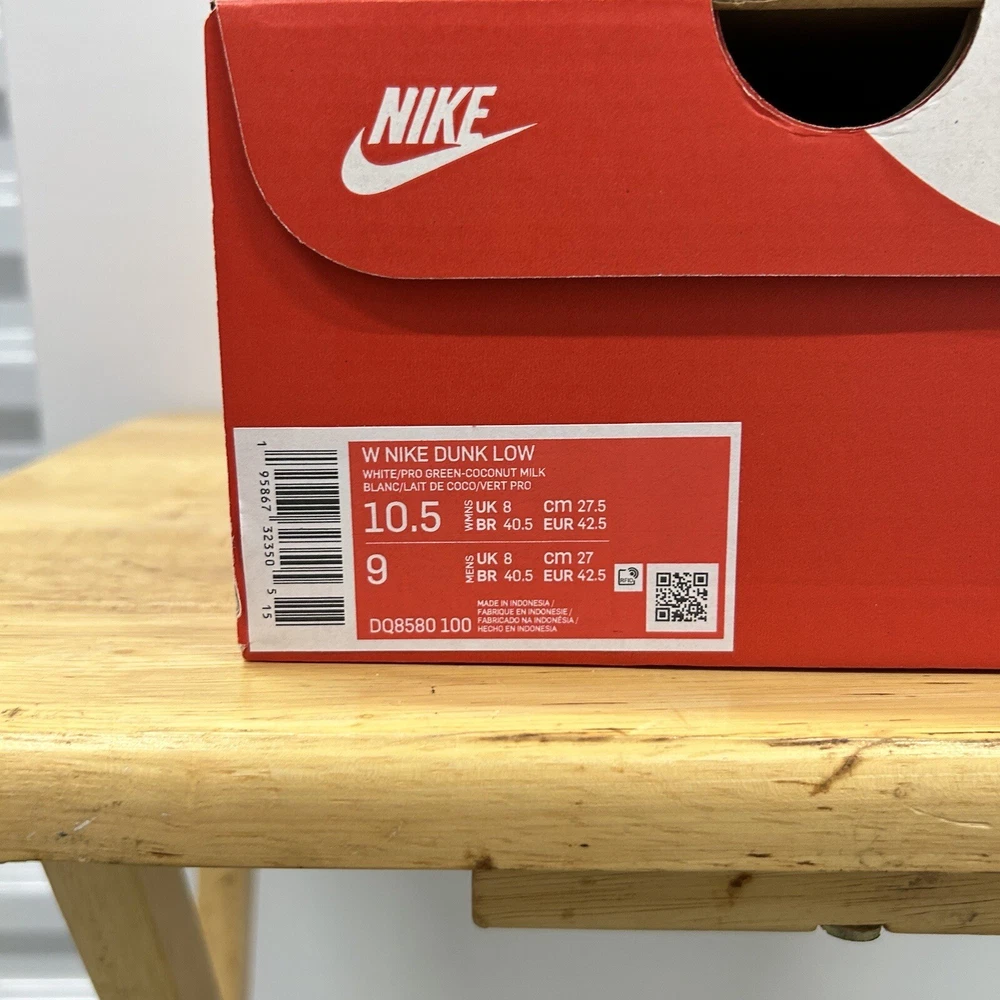 NIKE
1 95867 32350 5 15
W NIKE DUNK LOW
WHITE/PRO GREEN-COCONUT MILK
BLANC/LAIT DE COCO/VERT PRO
10.5 WMNS UK 8 cm 27.5
BR 40.5 EUR 42.5
9 MENS UK 8 cm 27
BR 40.5 EUR 42.5
RFID
DQ8580 100
MADE IN INDONESIA /
FABRIQUE EN INDONESIE /
FABRICADO NA INDONÉSIA /
HECHO EN INDONESIA